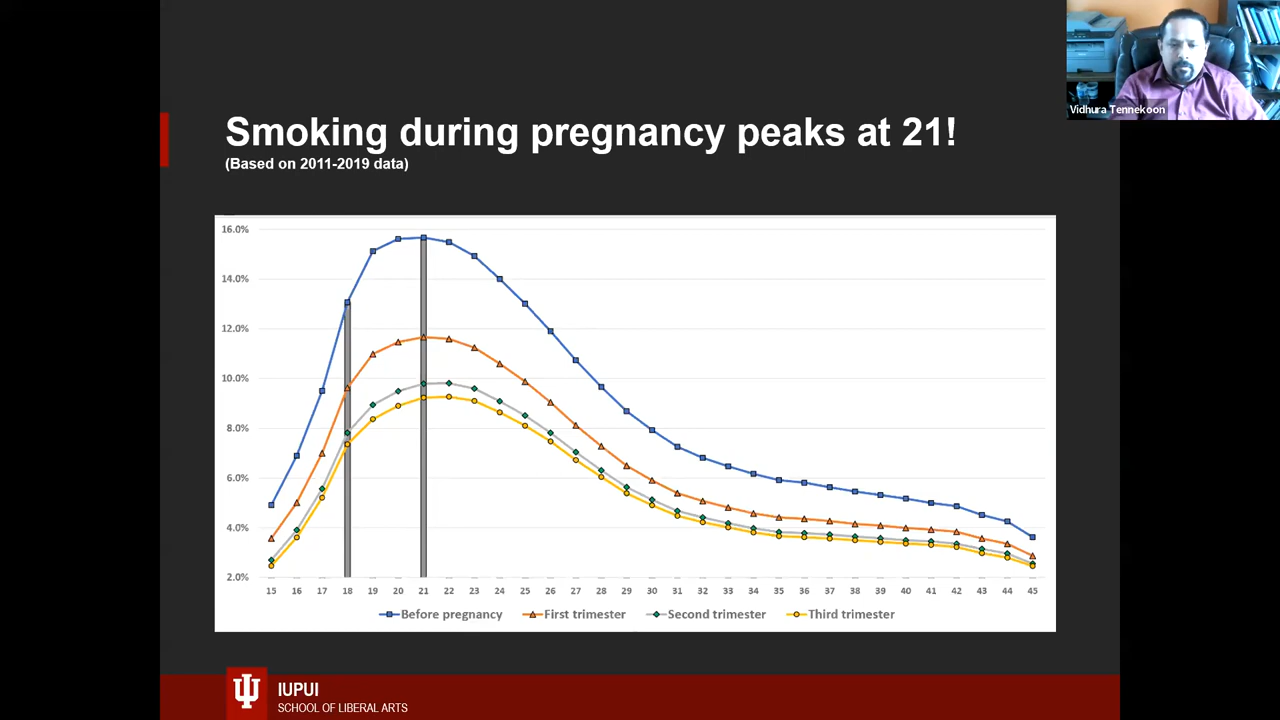 Vidhura Tennekoon
Smoking during pregnancy peaks at 21!
(Based on 2011-2019 data)
16.0%
14.0%
12.0%
10.0%
8.0%
6.0%
4.0%
2.0%
15 16 17 18 19 20 21 22 23 24 25 26 27 28 29 30 31 32 33 34 35 36 37 38 39 40 41 42 43 44 45
Before pregnancy First trimester Second trimester Third trimester
IUPUI
SCHOOL OF LIBERAL ARTS